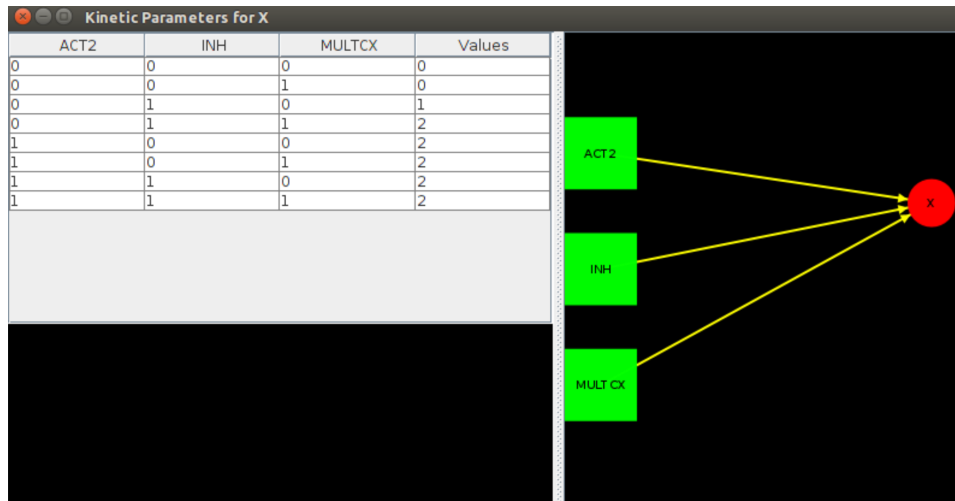 Kinetic Parameters for X
ACT2 INH MULTCX Values
0 0 0 0
0 0 1 0
0 1 0 1
0 1 1 2
1 0 0 2
1 0 1 2
1 1 0 2
1 1 1 2
ACT2
X
INH
MULTCX